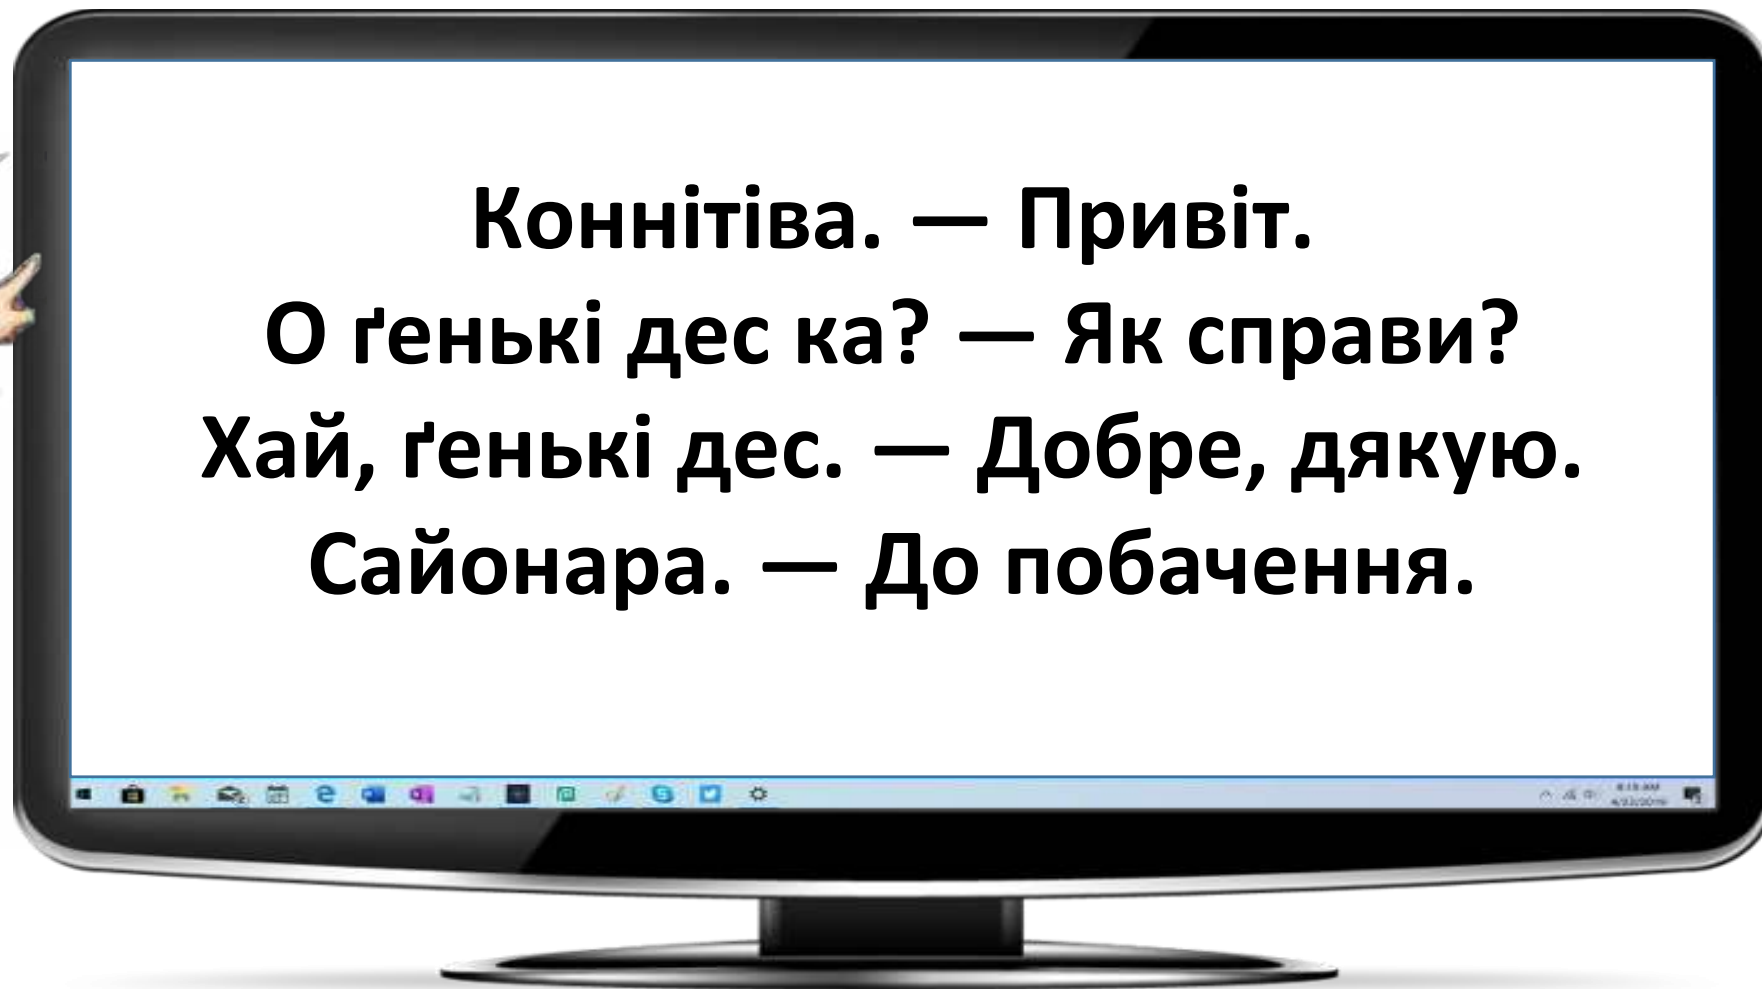 Коннітіва. — Привіт.
О ґенькі дес ка? — Як справи?
Хай, ґенькі дес. — Добре, дякую.
Сайонара. — До побачення.